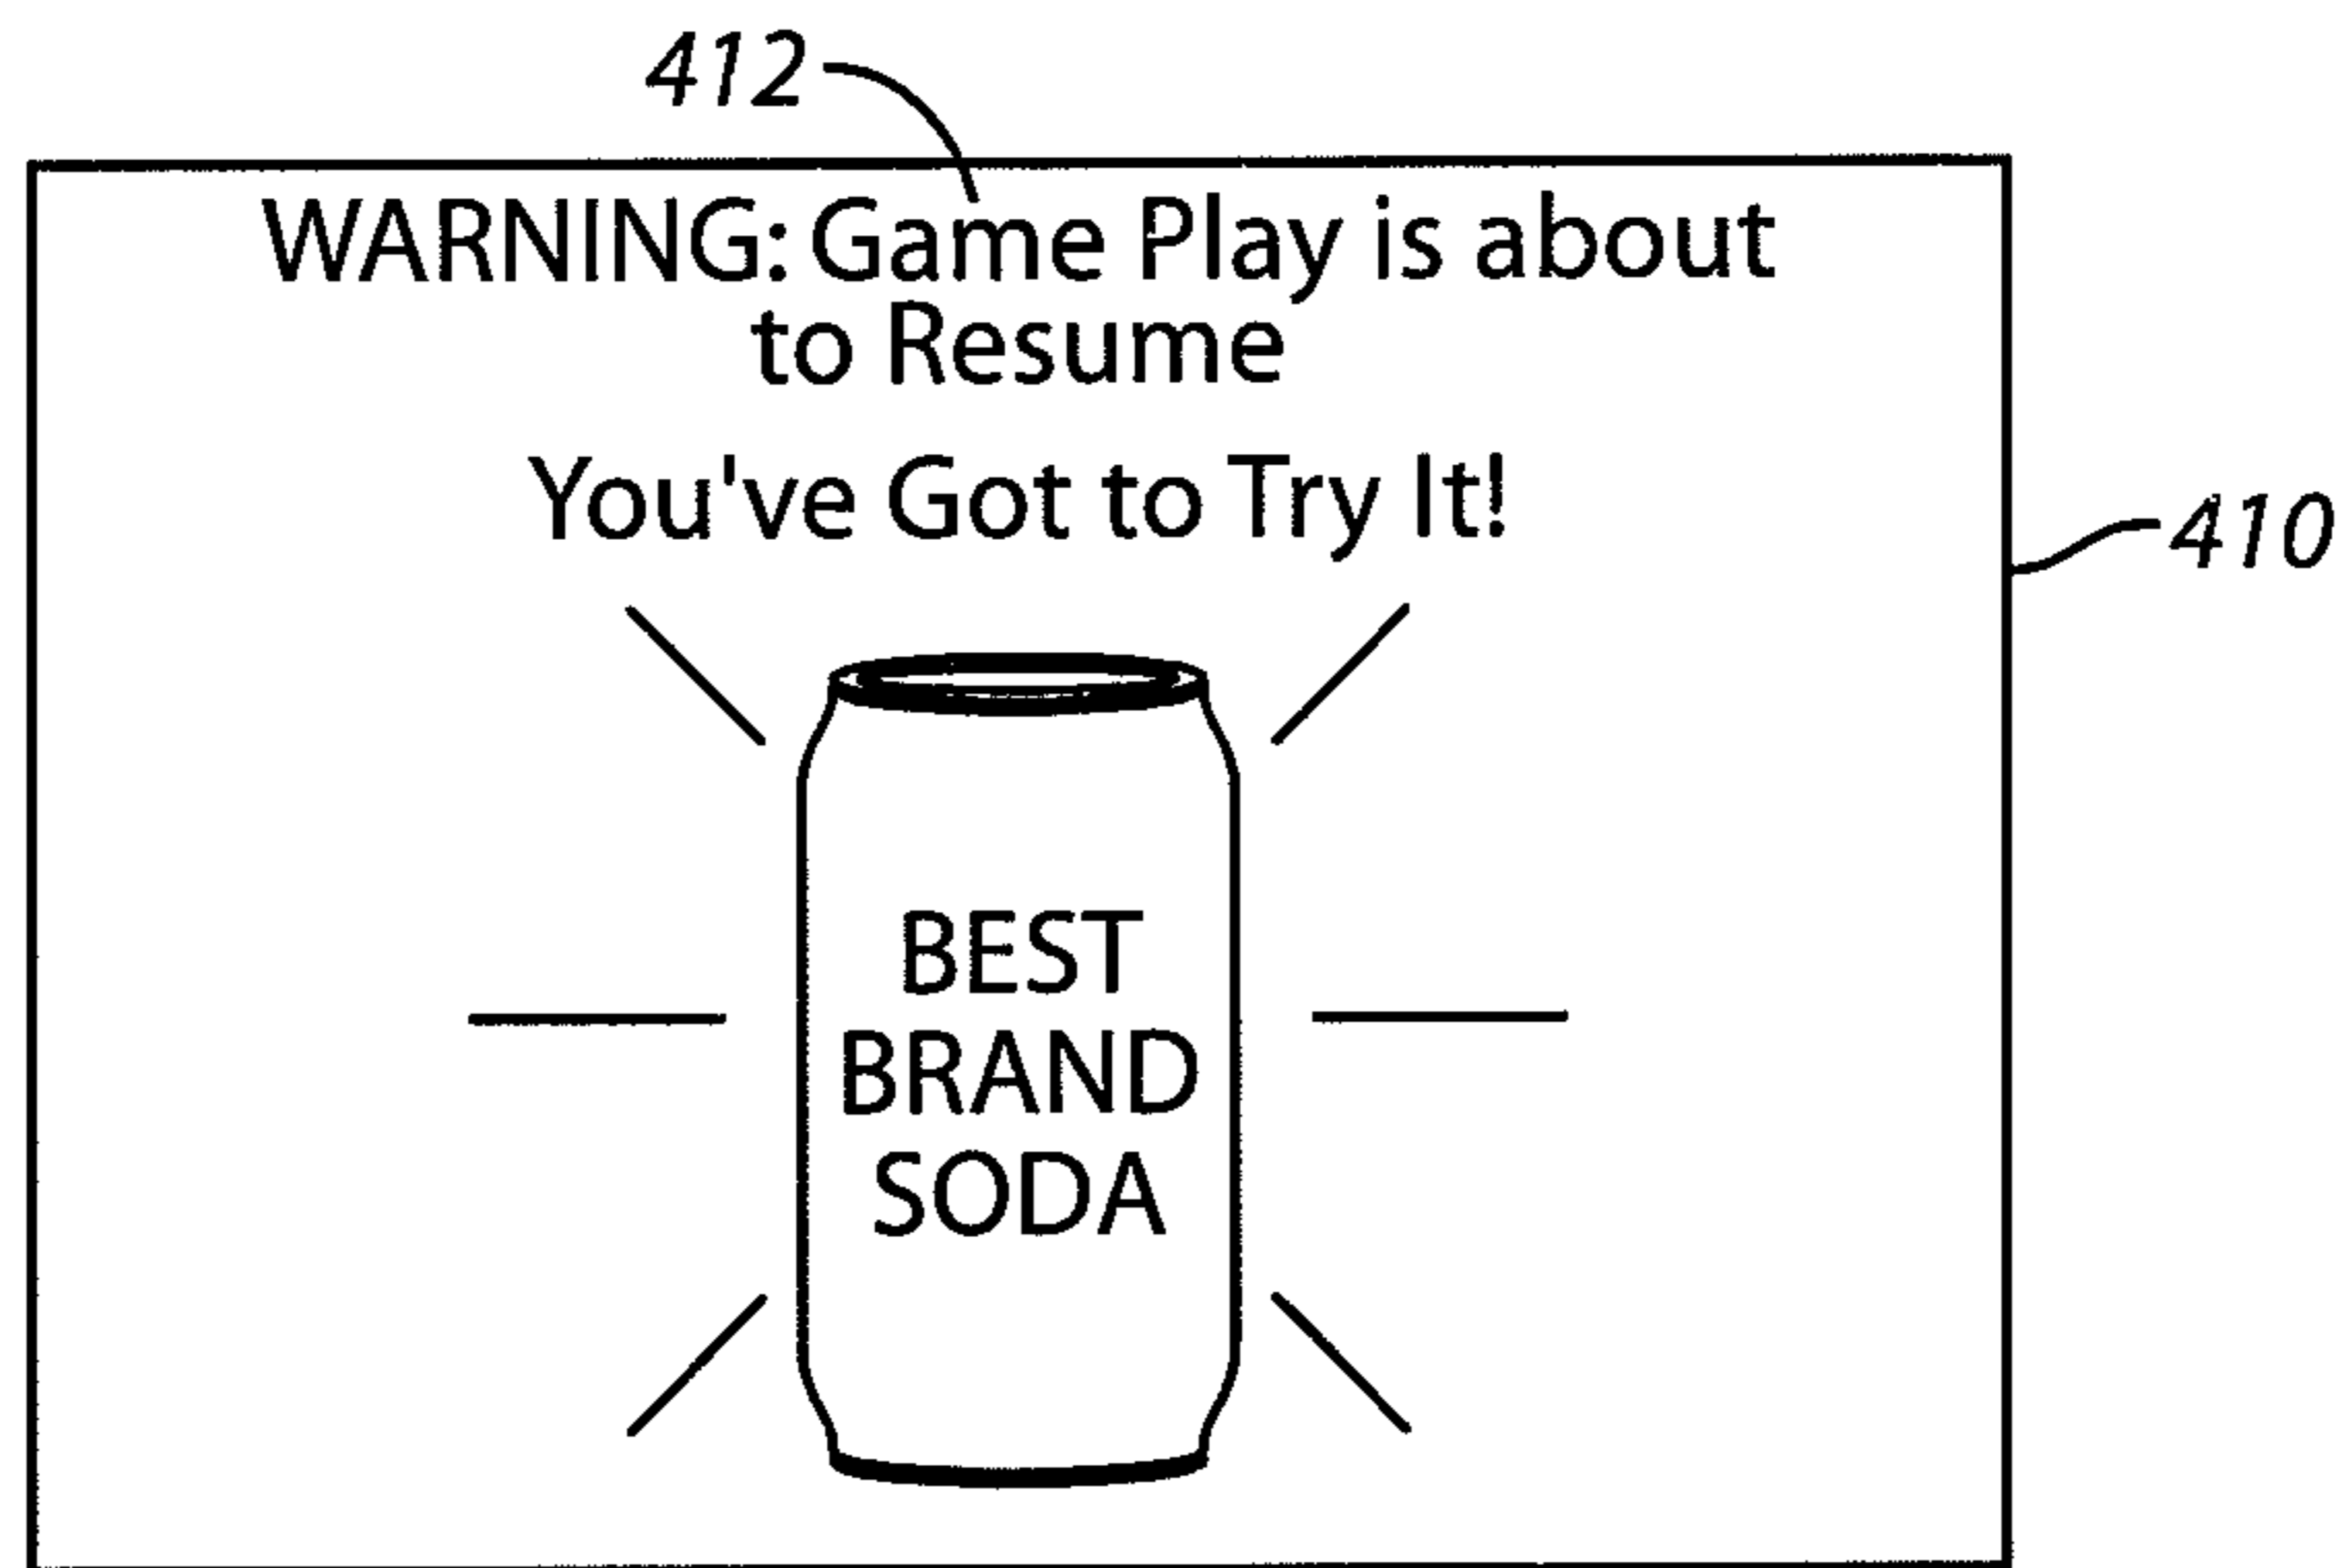 412
WARNING: Game Play is about
to Resume
You've Got to Try It!
410
BEST
BRAND
SODA